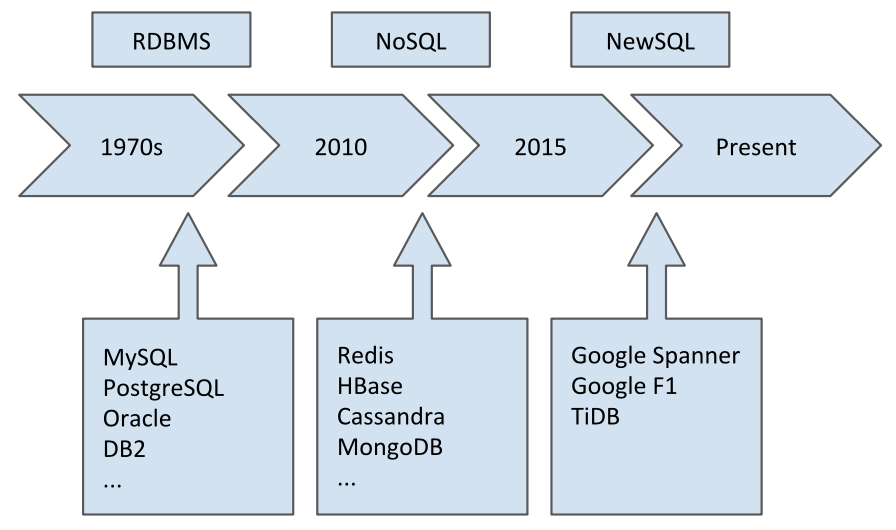 RDBMS
NoSQL
NewSQL
1970s
2010
2015
Present
MySQL
PostgreSQL
Oracle
DB2
...
Redis
HBase
Cassandra
MongoDB
...
Google Spanner
Google F1
TiDB